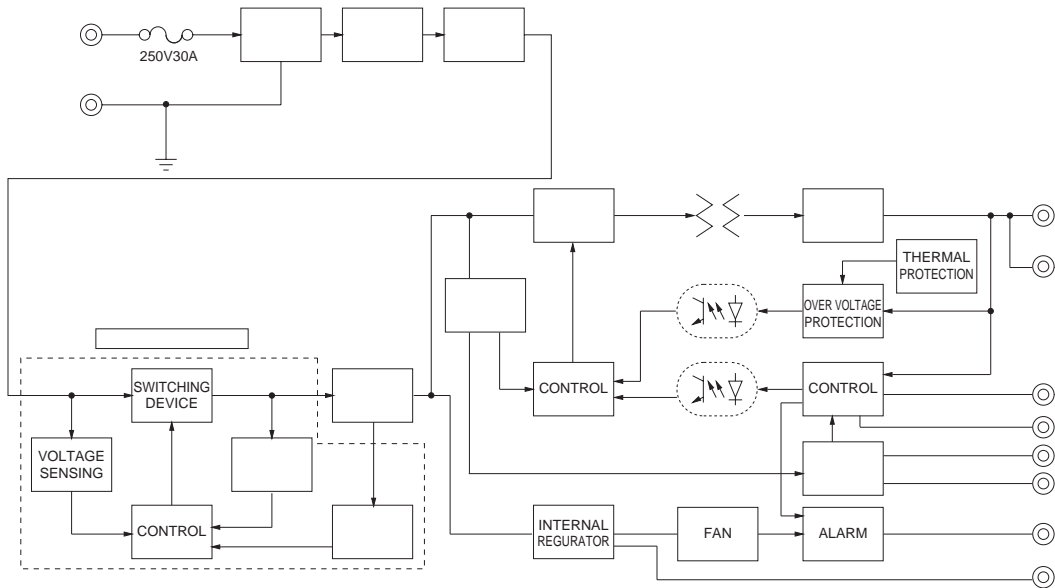 250V30A
THERMAL
PROTECTION
OVER VOLTAGE
PROTECTION
SWITCHING
DEVICE
CONTROL
CONTROL
VOLTAGE
SENSING
CONTROL
INTERNAL
REGURATOR
FAN
ALARM